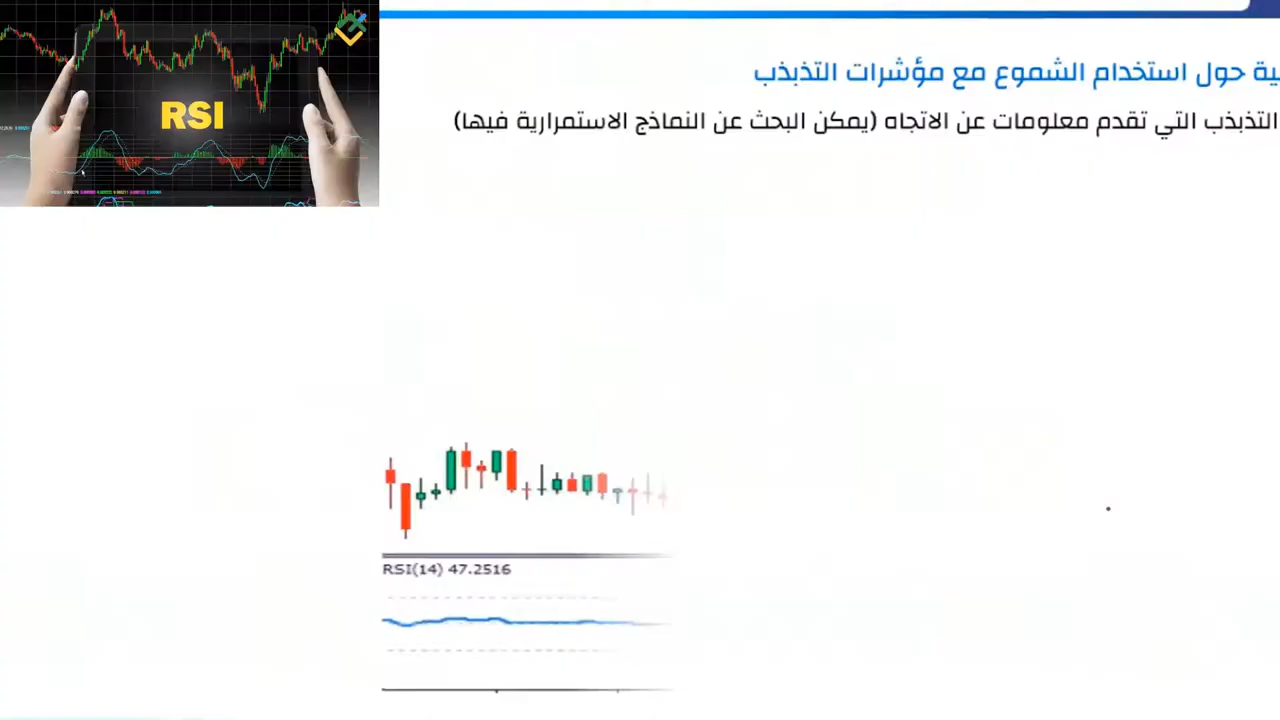 RSI
ية حول استخدام الشموع مع مؤشرات التذبذب
التذبذب التي تقدم معلومات عن الاتجاه (يمكن البحث عن النماذج الاستمرارية فيها)
RSI(14) 47.2516